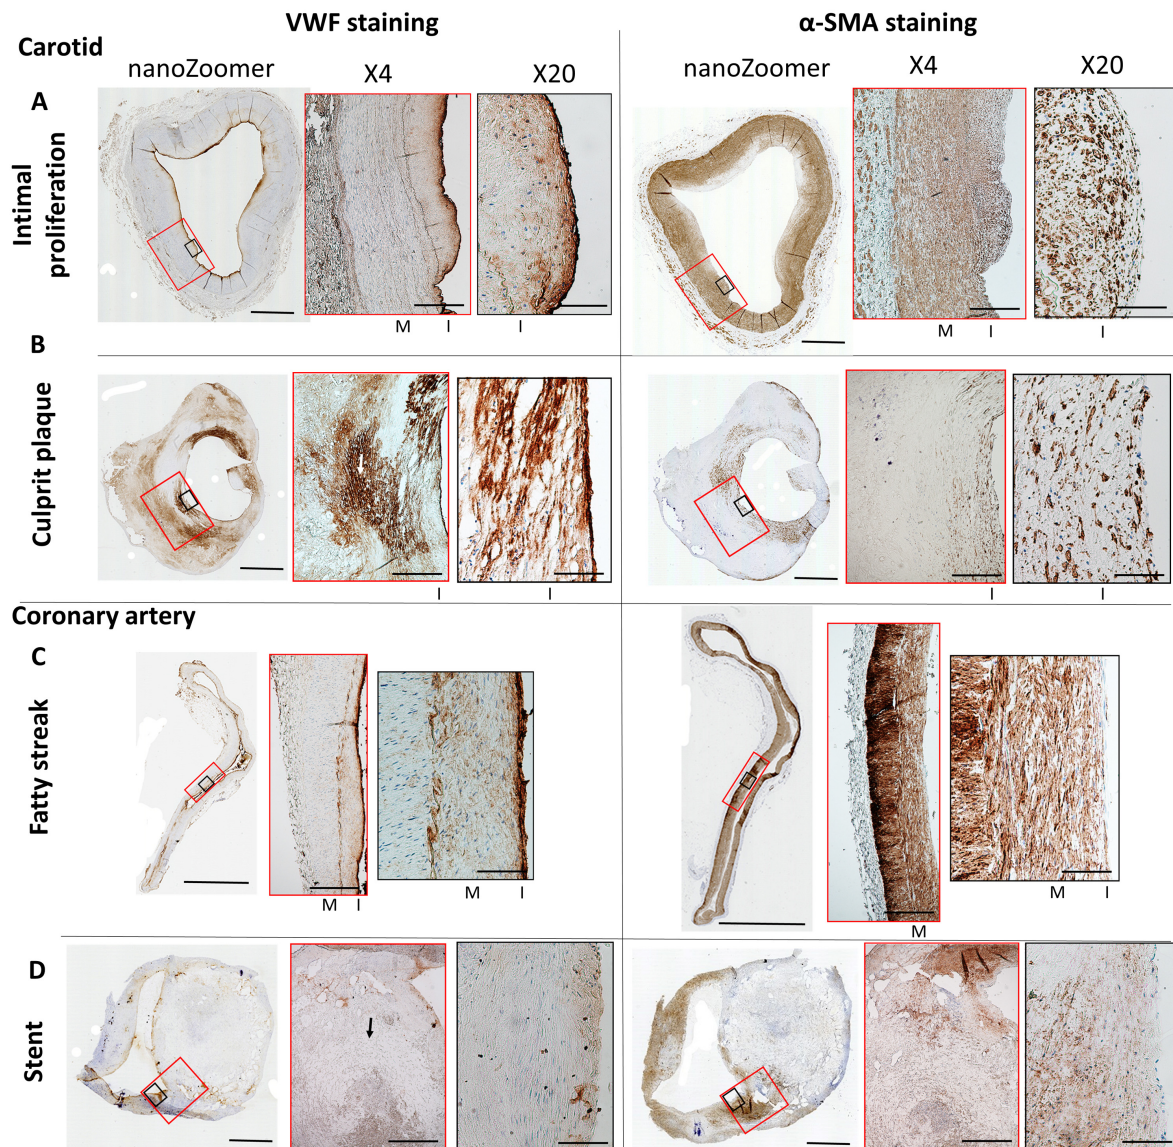 VWF staining
α-SMA staining
Carotid
nanoZoomer
X4
X20
nanoZoomer
X4
X20
A
Intimal
proliferation
M
I
I
M
I
I
B
Culprit plaque
I
I
I
I
Coronary artery
C
Fatty streak
M
I
M
I
M
M
I
D
Stent